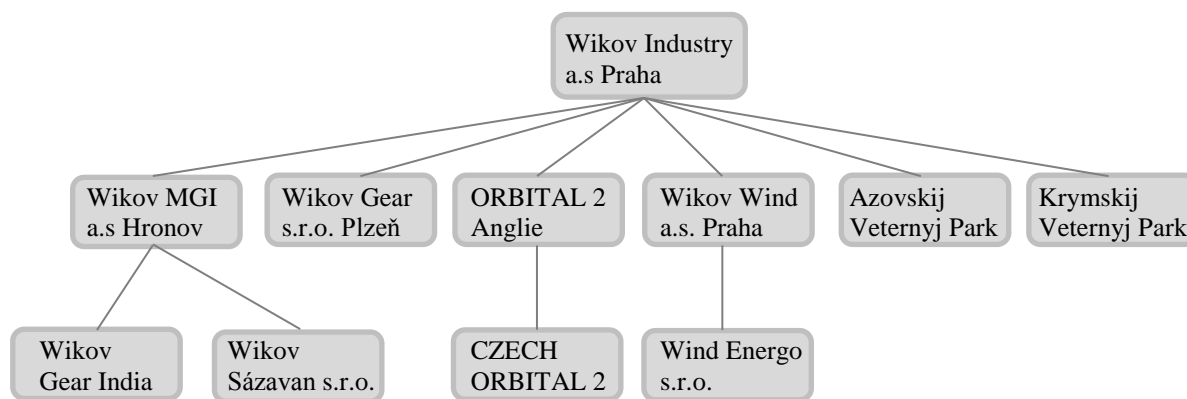 Wikov Industry
a.s Praha
Wikov MGI
a.s Hronov
Wikov Gear
s.r.o. Plzeň
ORBITAL 2
Anglie
Wikov Wind
a.s. Praha
Azovskij
Veternyj Park
Krymskij
Veternyj Park
Wikov
Gear India
Wikov
Sázavan s.r.o.
CZECH
ORBITAL 2
Wind Energo
s.r.o.